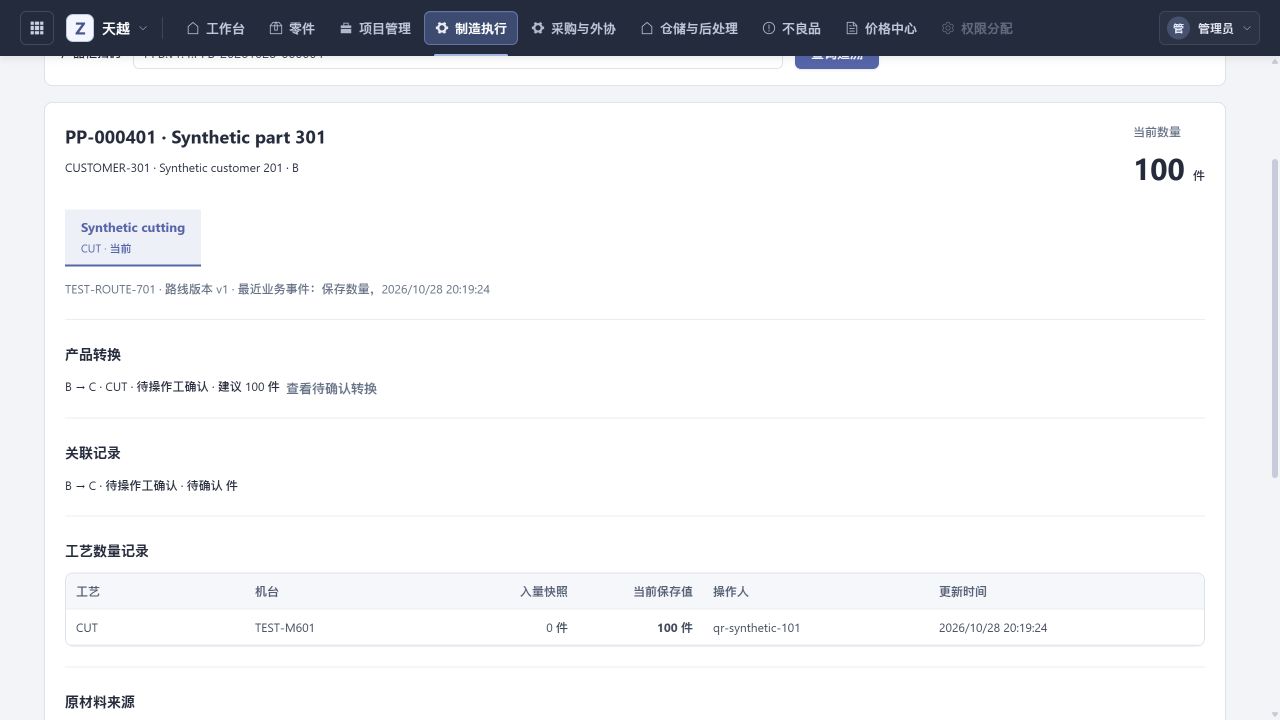 Z 天越 工作台 零件 项目管理 制造执行 采购与外协 仓储与后处理 不良品 价格中心 权限分配 管 管理员
PP-000401 · Synthetic part 301
CUSTOMER-301 · Synthetic customer 201 · B
当前数量
100 件
Synthetic cutting
CUT · 当前
TEST-ROUTE-701 · 路线版本 v1 · 最近业务事件：保存数量，2026/10/28 20:19:24
产品转换
B → C · CUT · 待操作工确认 · 建议 100 件 查看待确认转换
关联记录
B → C · 待操作工确认 · 待确认 件
工艺数量记录
工艺 机台 入量快照 当前保存值 操作人 更新时间
CUT TEST-M601 0 件 100 件 qr-synthetic-101 2026/10/28 20:19:24
原材料来源